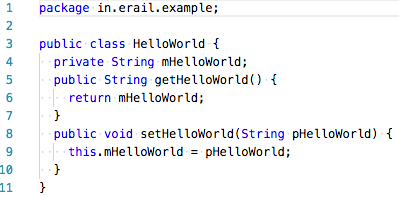 1 package in.erail.example;
2
3 public class HelloWorld {
4   private String mHelloWorld;
5   public String getHelloWorld() {
6     return mHelloWorld;
7   }
8   public void setHelloWorld(String pHelloWorld) {
9     this.mHelloWorld = pHelloWorld;
10   }
11 }